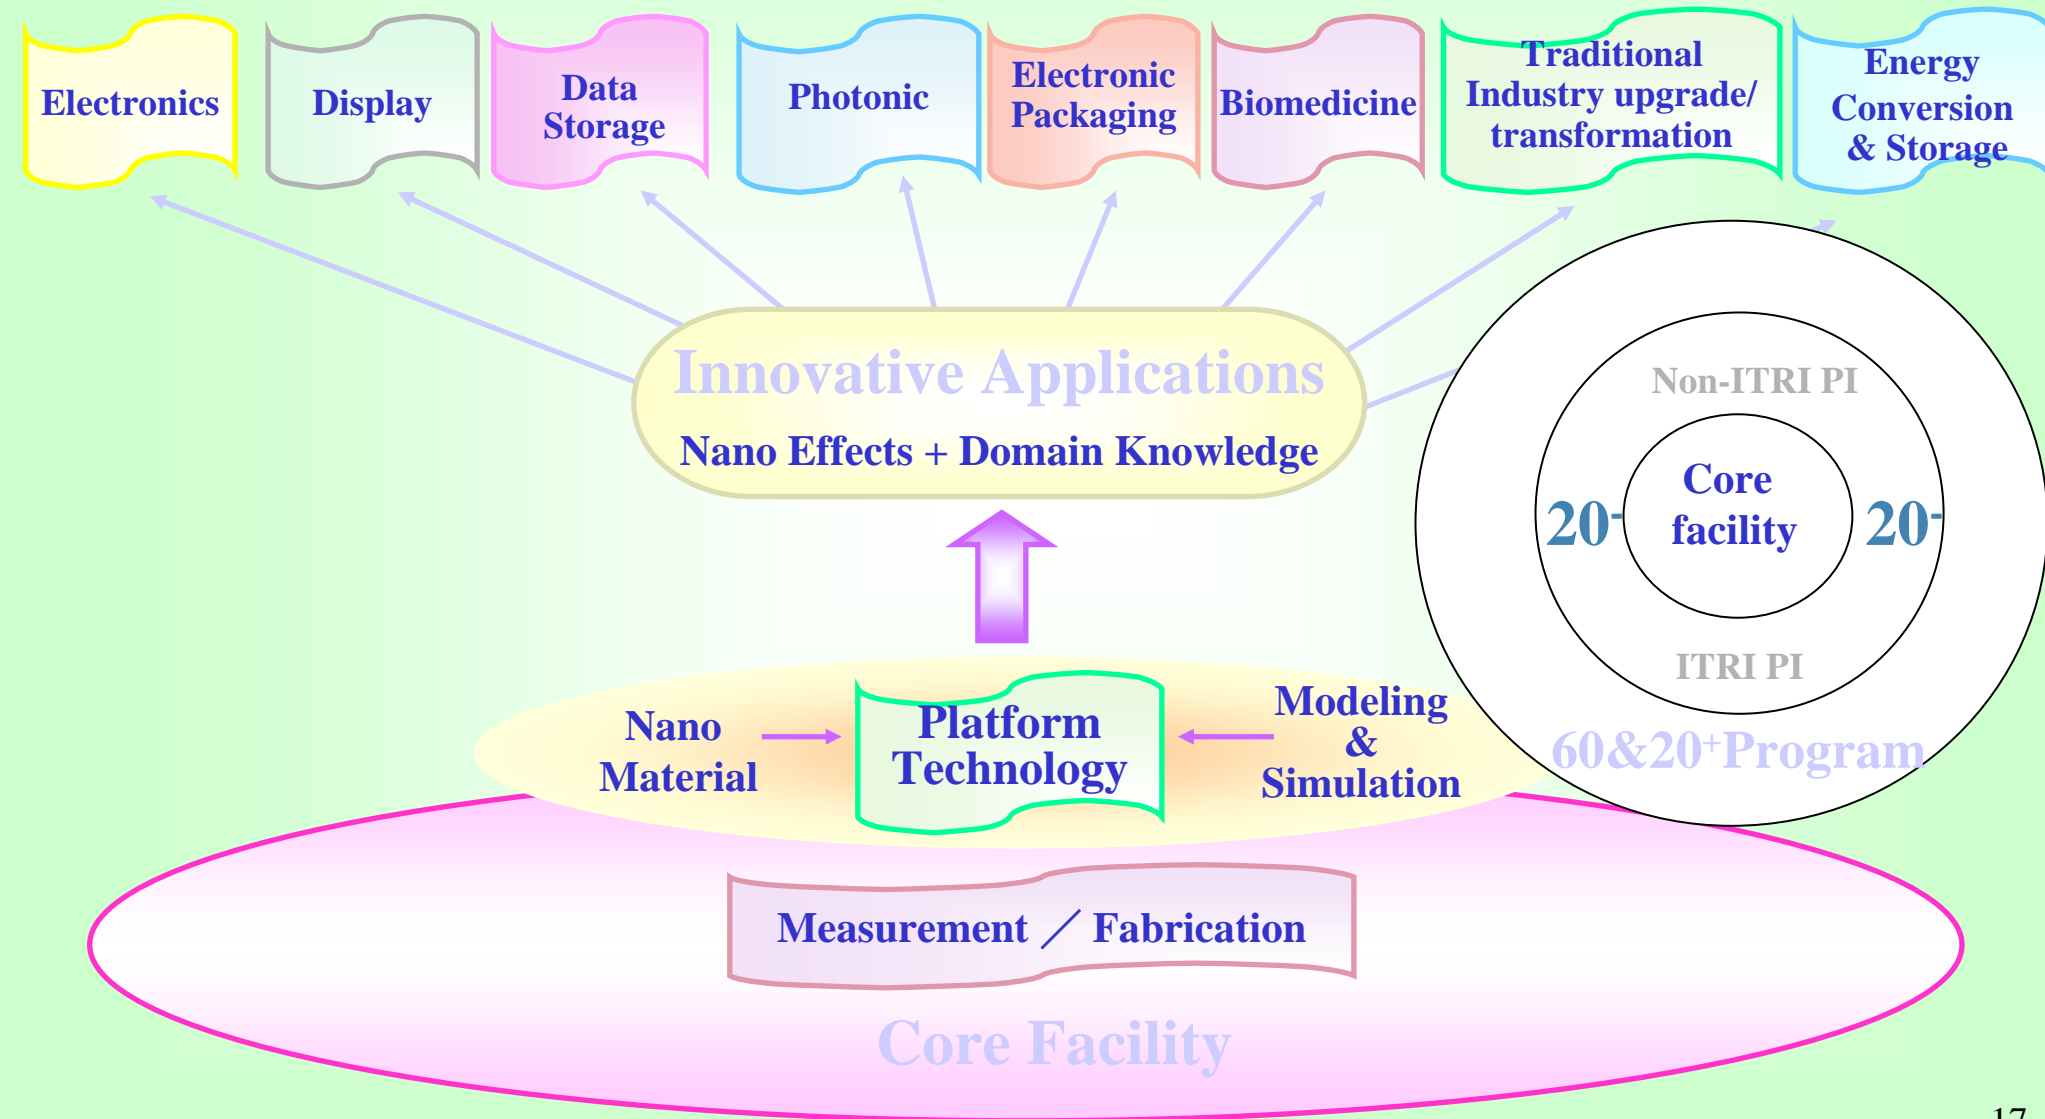 Electronics
Display
Data
Storage
Photonic
Electronic
Packaging
Biomedicine
Traditional
Industry upgrade/
transformation
Energy
Conversion
& Storage
Innovative Applications
Nano Effects + Domain Knowledge
Non-ITRI PI
Core
facility
20-
20-
ITRI PI
60&20+Program
Nano
Material
Platform
Technology
Modeling
&
Simulation
Measurement ／ Fabrication
Core Facility
17